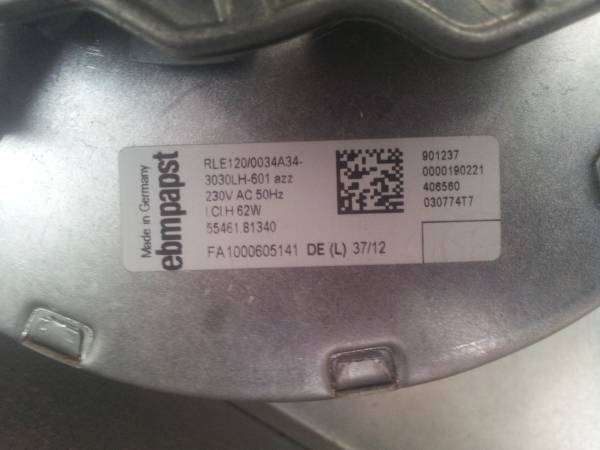 Made in Germany
ebmpapst
RLE120/0034A34-
3030LH-601 azz
230V AC 50Hz
I.Cl.H 62W
55461.81340
FA1000605141 DE (L) 37/12
901237
0000190221
406560
030774T7